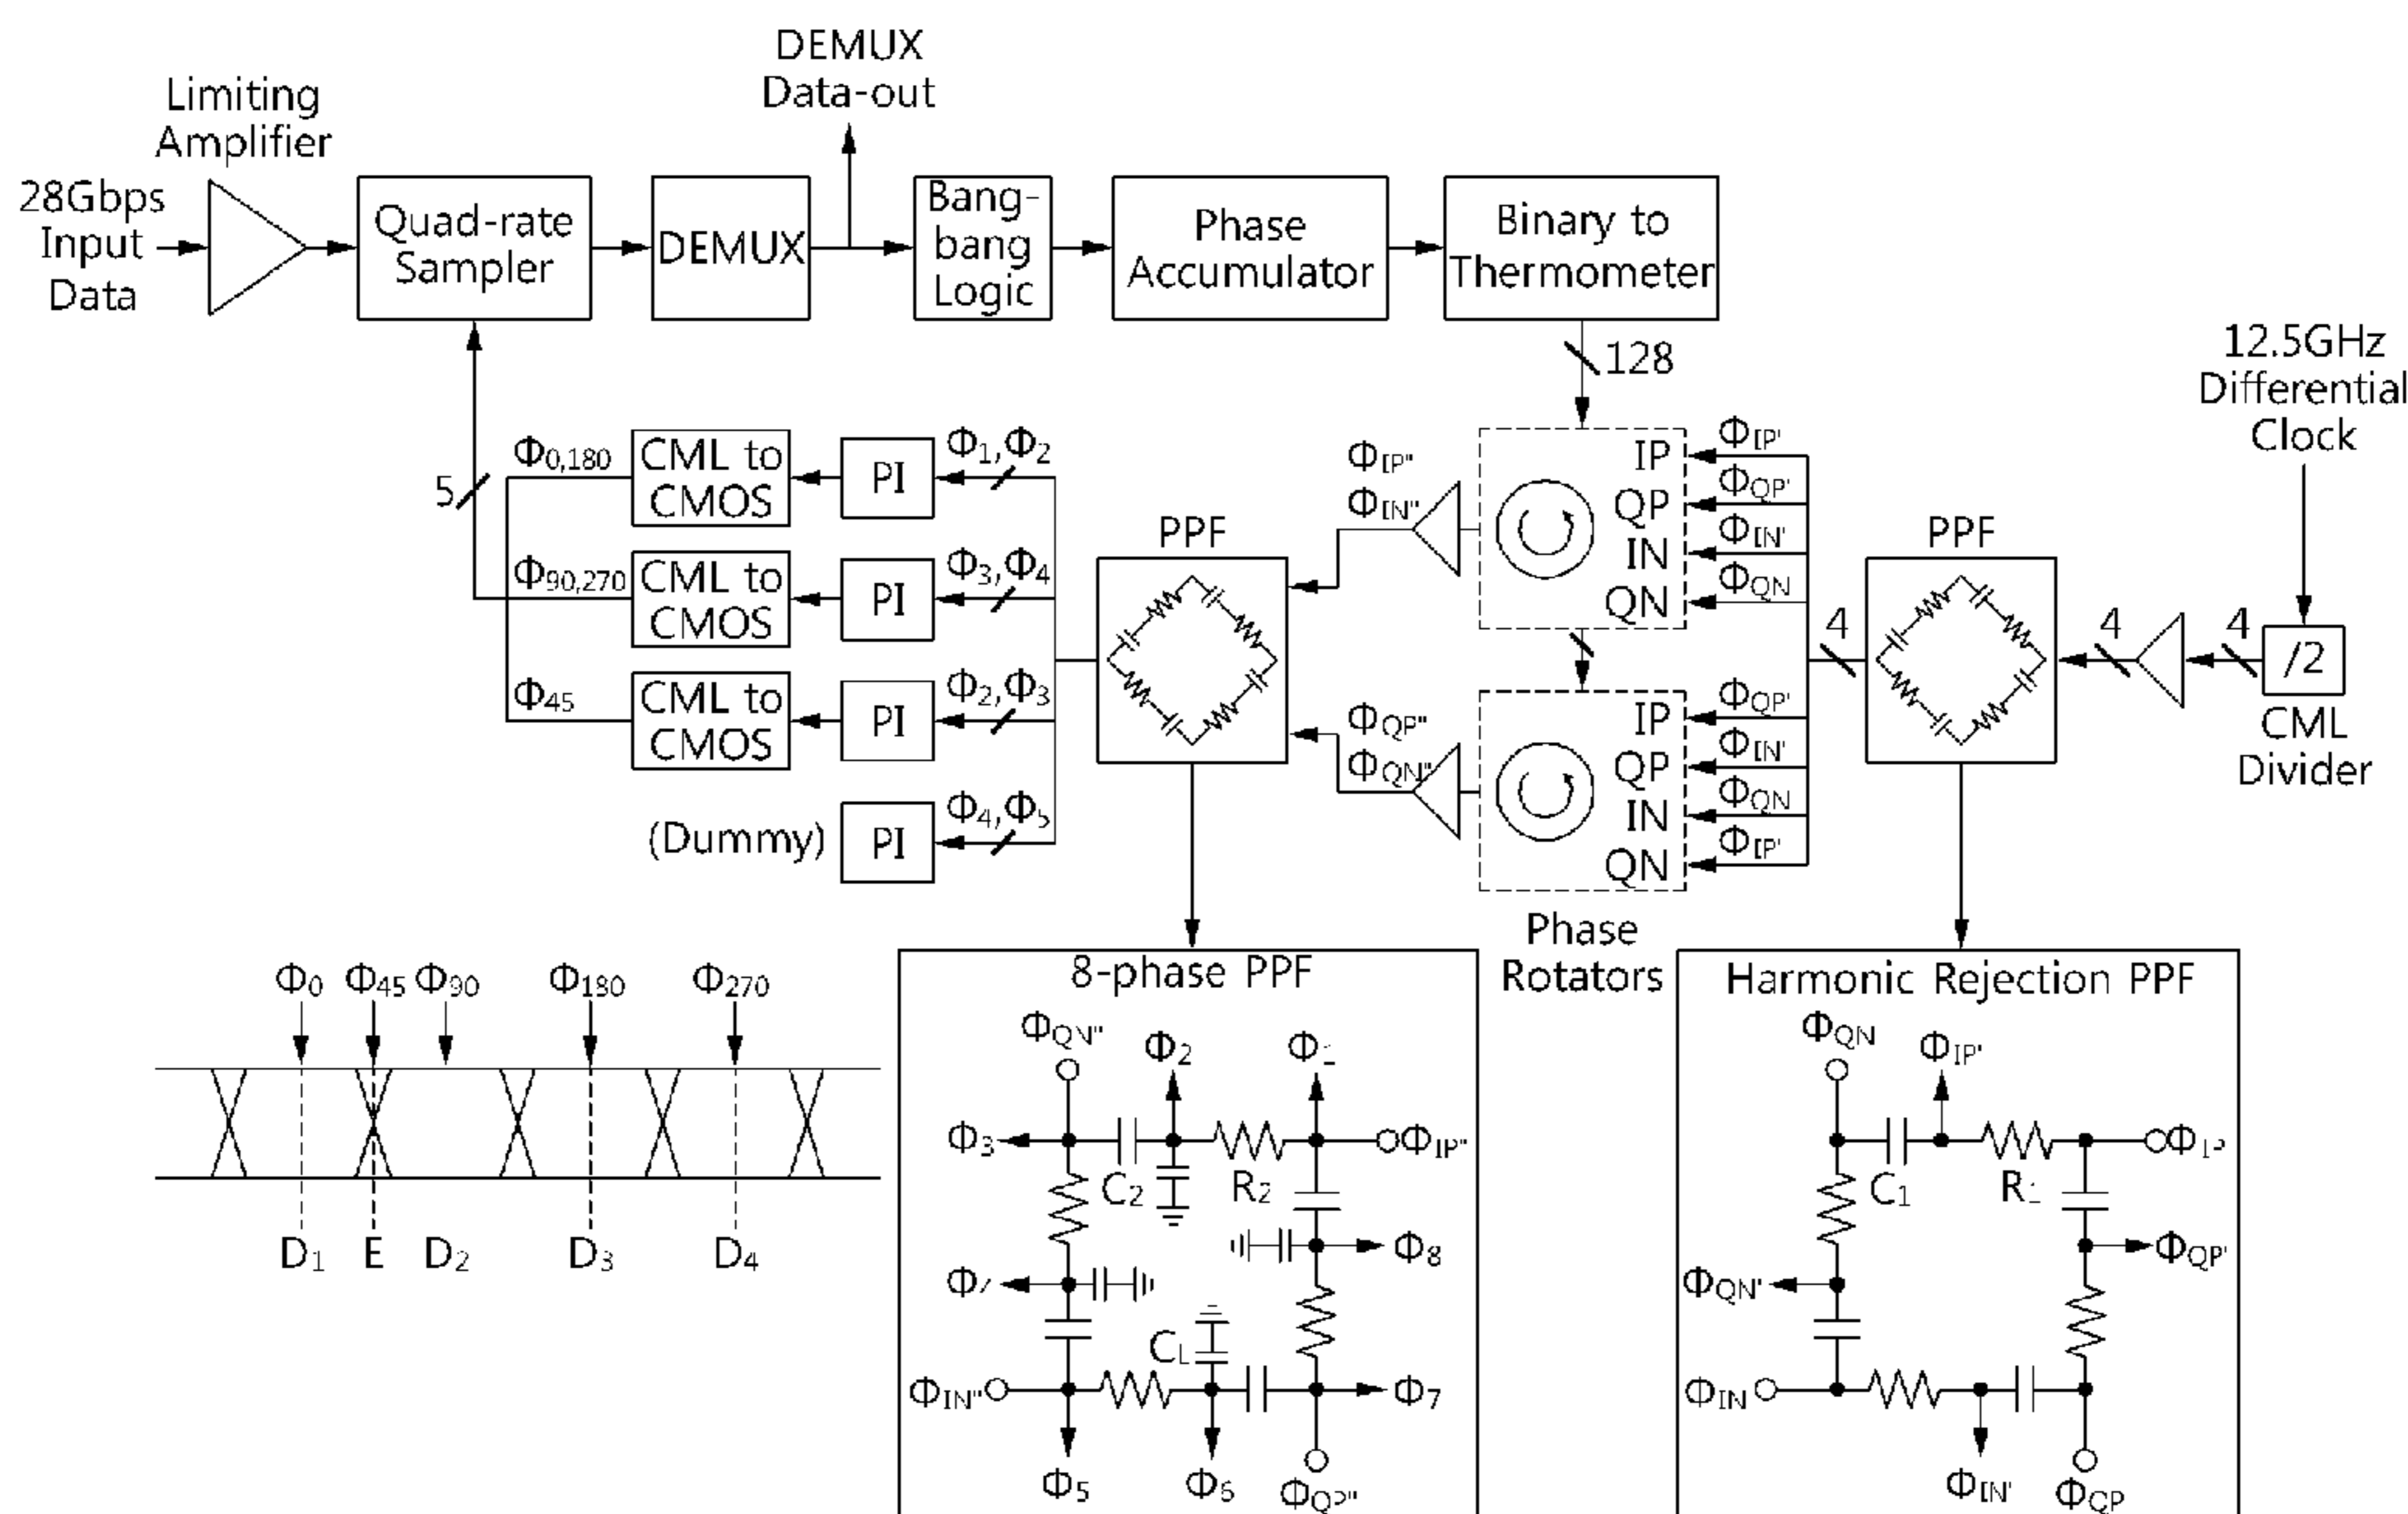 DEMUX
Data-out
Limiting
Amplifier
28Gbps
Input
Data
Quad-rate
Sampler
DEMUX
Bang-
bang
Logic
Phase
Accumulator
Binary to
Thermometer
128
12.5GHz
Differential
Clock
5
Φ0,180
CML to
CMOS
PI
Φ1,Φ2
Φ90,270
CML to
CMOS
PI
Φ3,Φ4
Φ45
CML to
CMOS
PI
Φ2,Φ3
(Dummy)
PI
Φ4,Φ5
PPF
ΦIP"
ΦIN"
ΦQP"
ΦQN"
IP
QP
IN
QN
ΦIP'
ΦQP'
ΦIN'
ΦQN
IP
QP
IN
QN
ΦQP'
ΦIN'
ΦQN
ΦIP'
Phase
Rotators
4
PPF
4
4
/2
CML
Divider
Φ0
Φ45
Φ90
Φ180
Φ270
D1
E
D2
D3
D4
8-phase PPF
ΦQN"
Φ2
Φ1
Φ3
ΦIP"
C2
R2
Φ8
Φ4
CL
ΦIN"
Φ7
Φ5
Φ6
ΦQP"
Harmonic Rejection PPF
ΦQN
ΦIP'
ΦIP
C1
R1
ΦQP'
ΦQN'
ΦIN
ΦIN'
ΦQP